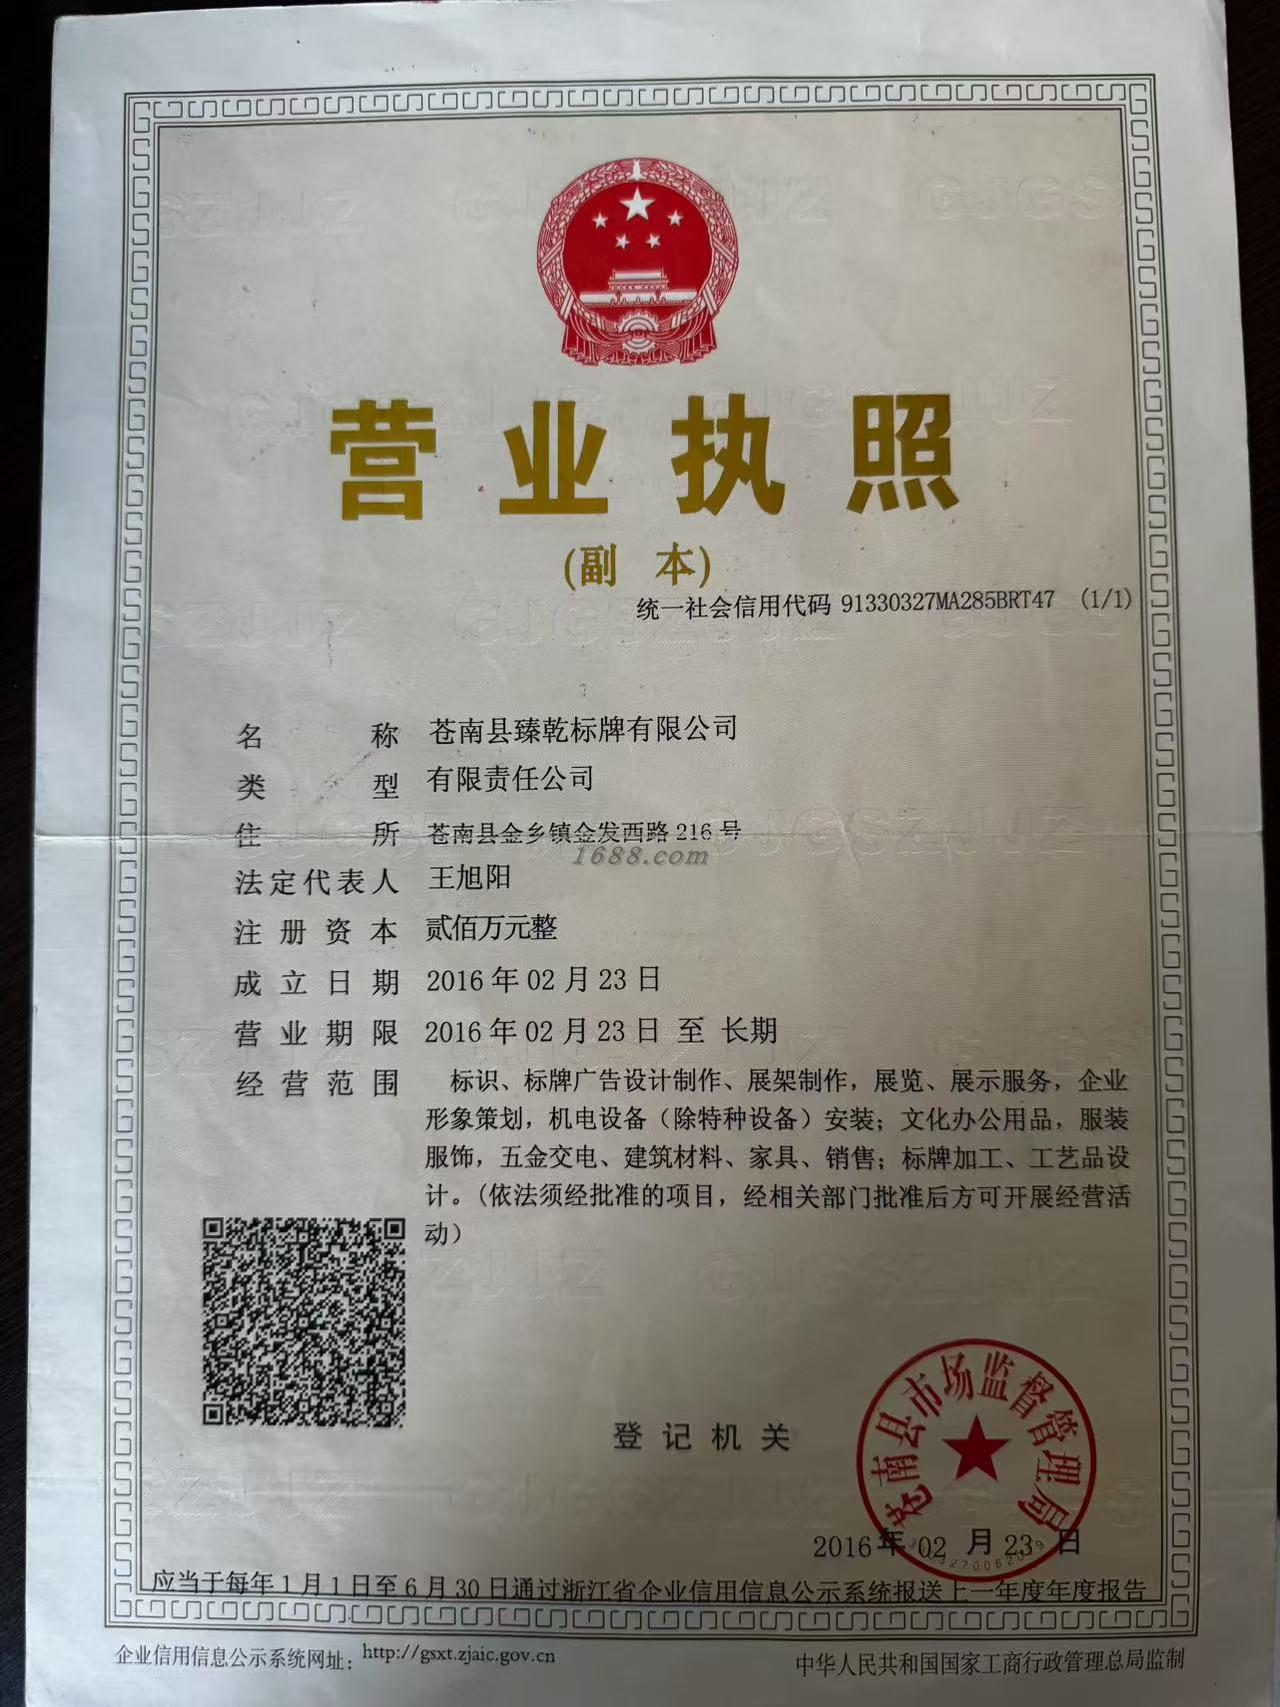 营业执照
(副 本)
统一社会信用代码 91330327MA285BRT47 (1/1)
名称 苍南县臻乾标牌有限公司
类型 有限责任公司
住所 苍南县金乡镇金发西路216号
1688.com
法定代表人 王旭阳
注册资本 贰佰万元整
成立日期 2016年02月23日
营业期限 2016年02月23日 至 长期
经营范围 标识、标牌广告设计制作、展架制作，展览、展示服务，企业
形象策划，机电设备（除特种设备）安装；文化办公用品，服装
服饰，五金交电、建筑材料、家具、销售；标牌加工、工艺品设
计。(依法须经批准的项目，经相关部门批准后方可开展经营活
动）
苍南县市场监督管理局
登记机关
2016年02月23日
应当于每年1月1日至6月30日通过浙江省企业信用信息公示系统报送上一年度年度报告
企业信用信息公示系统网址：http://gsxt.zjaic.gov.cn
中华人民共和国国家工商行政管理总局监制